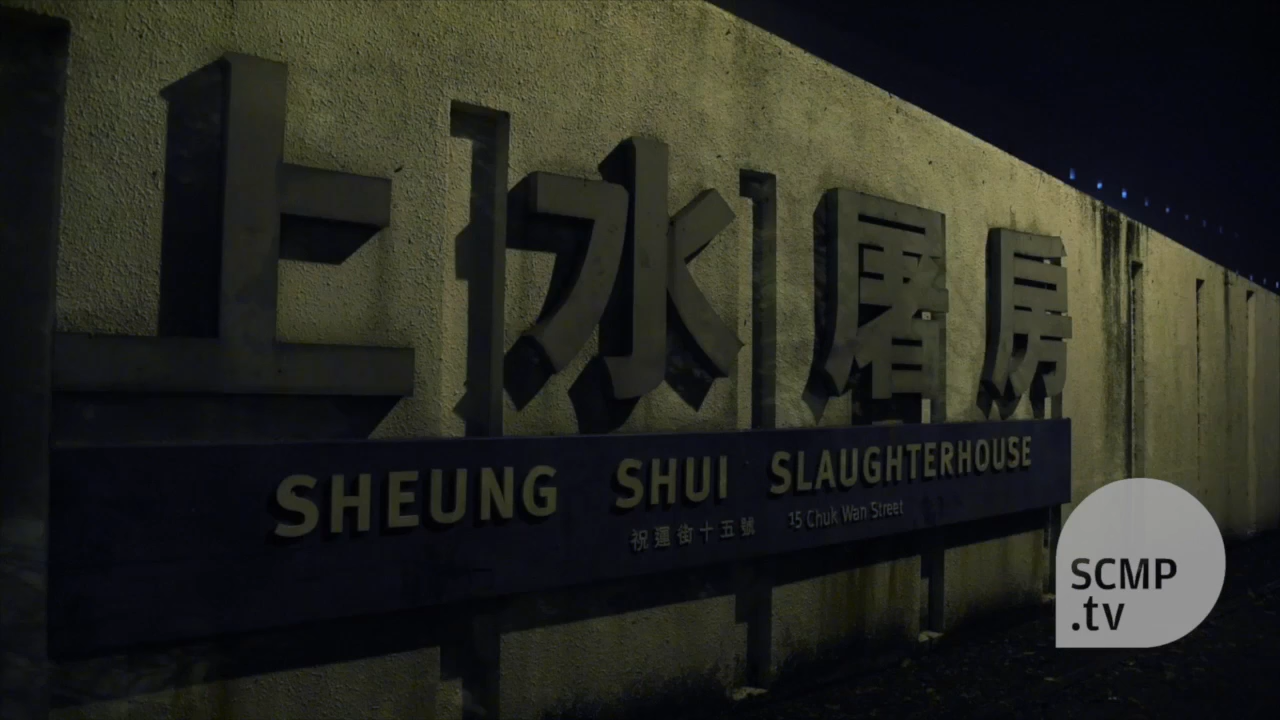 上水屠房
SHEUNG SHUI SLAUGHTERHOUSE
祝運街十五號 15 Chuk Wan Street
SCMP
.tv